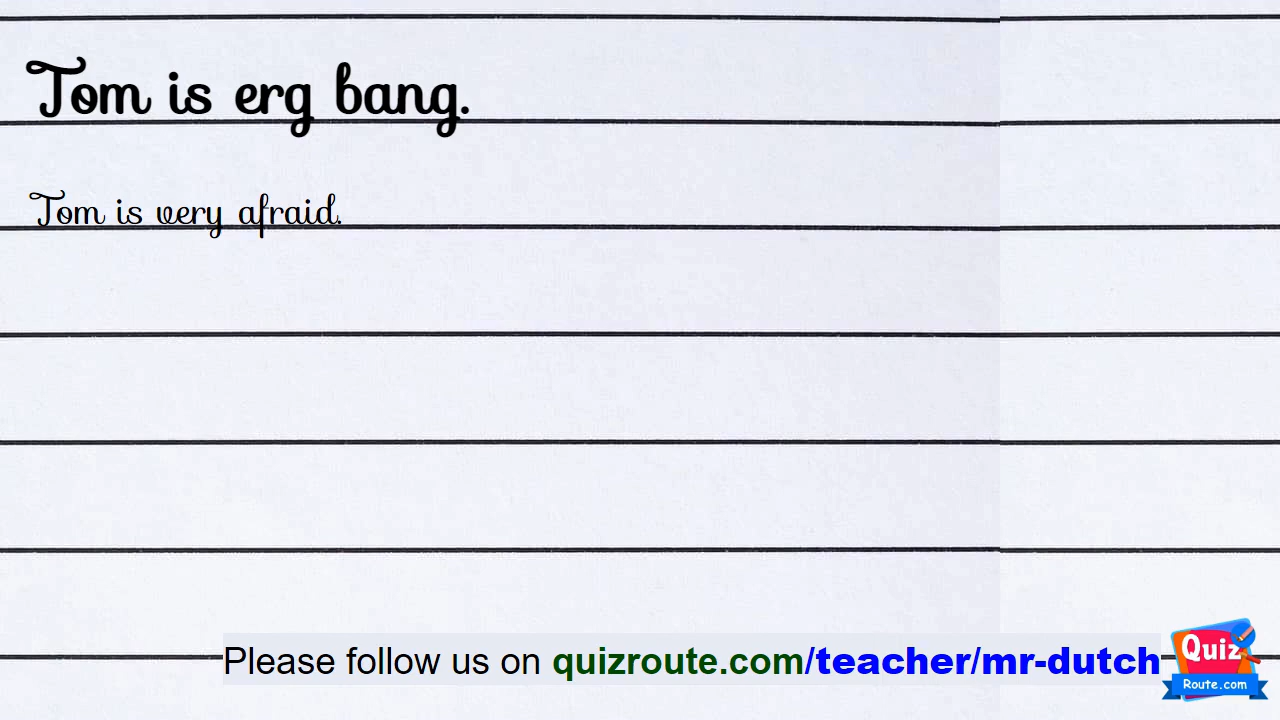 Tom is erg bang.
Tom is very afraid.
Please follow us on quizroute.com/teacher/mr-dutch
Quiz
Route.com